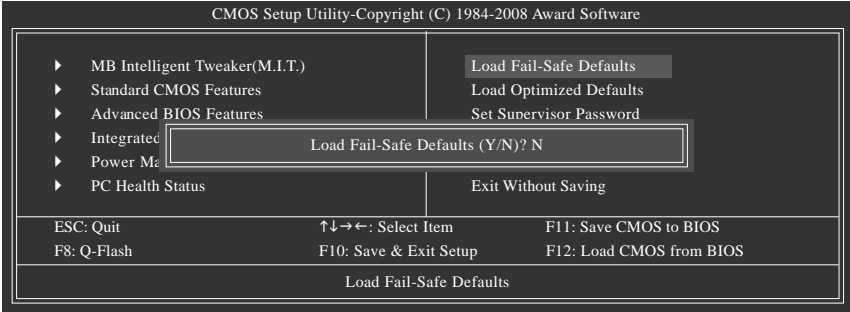 CMOS Setup Utility-Copyright (C) 1984-2008 Award Software
MB Intelligent Tweaker(M.I.T.)
Standard CMOS Features
Advanced BIOS Features
Integrated
Power Ma
PC Health Status
Load Fail-Safe Defaults
Load Optimized Defaults
Set Supervisor Password
Exit Without Saving
Load Fail-Safe Defaults (Y/N)? N
ESC: Quit ↑↓→←: Select Item F11: Save CMOS to BIOS
F8: Q-Flash F10: Save & Exit Setup F12: Load CMOS from BIOS
Load Fail-Safe Defaults